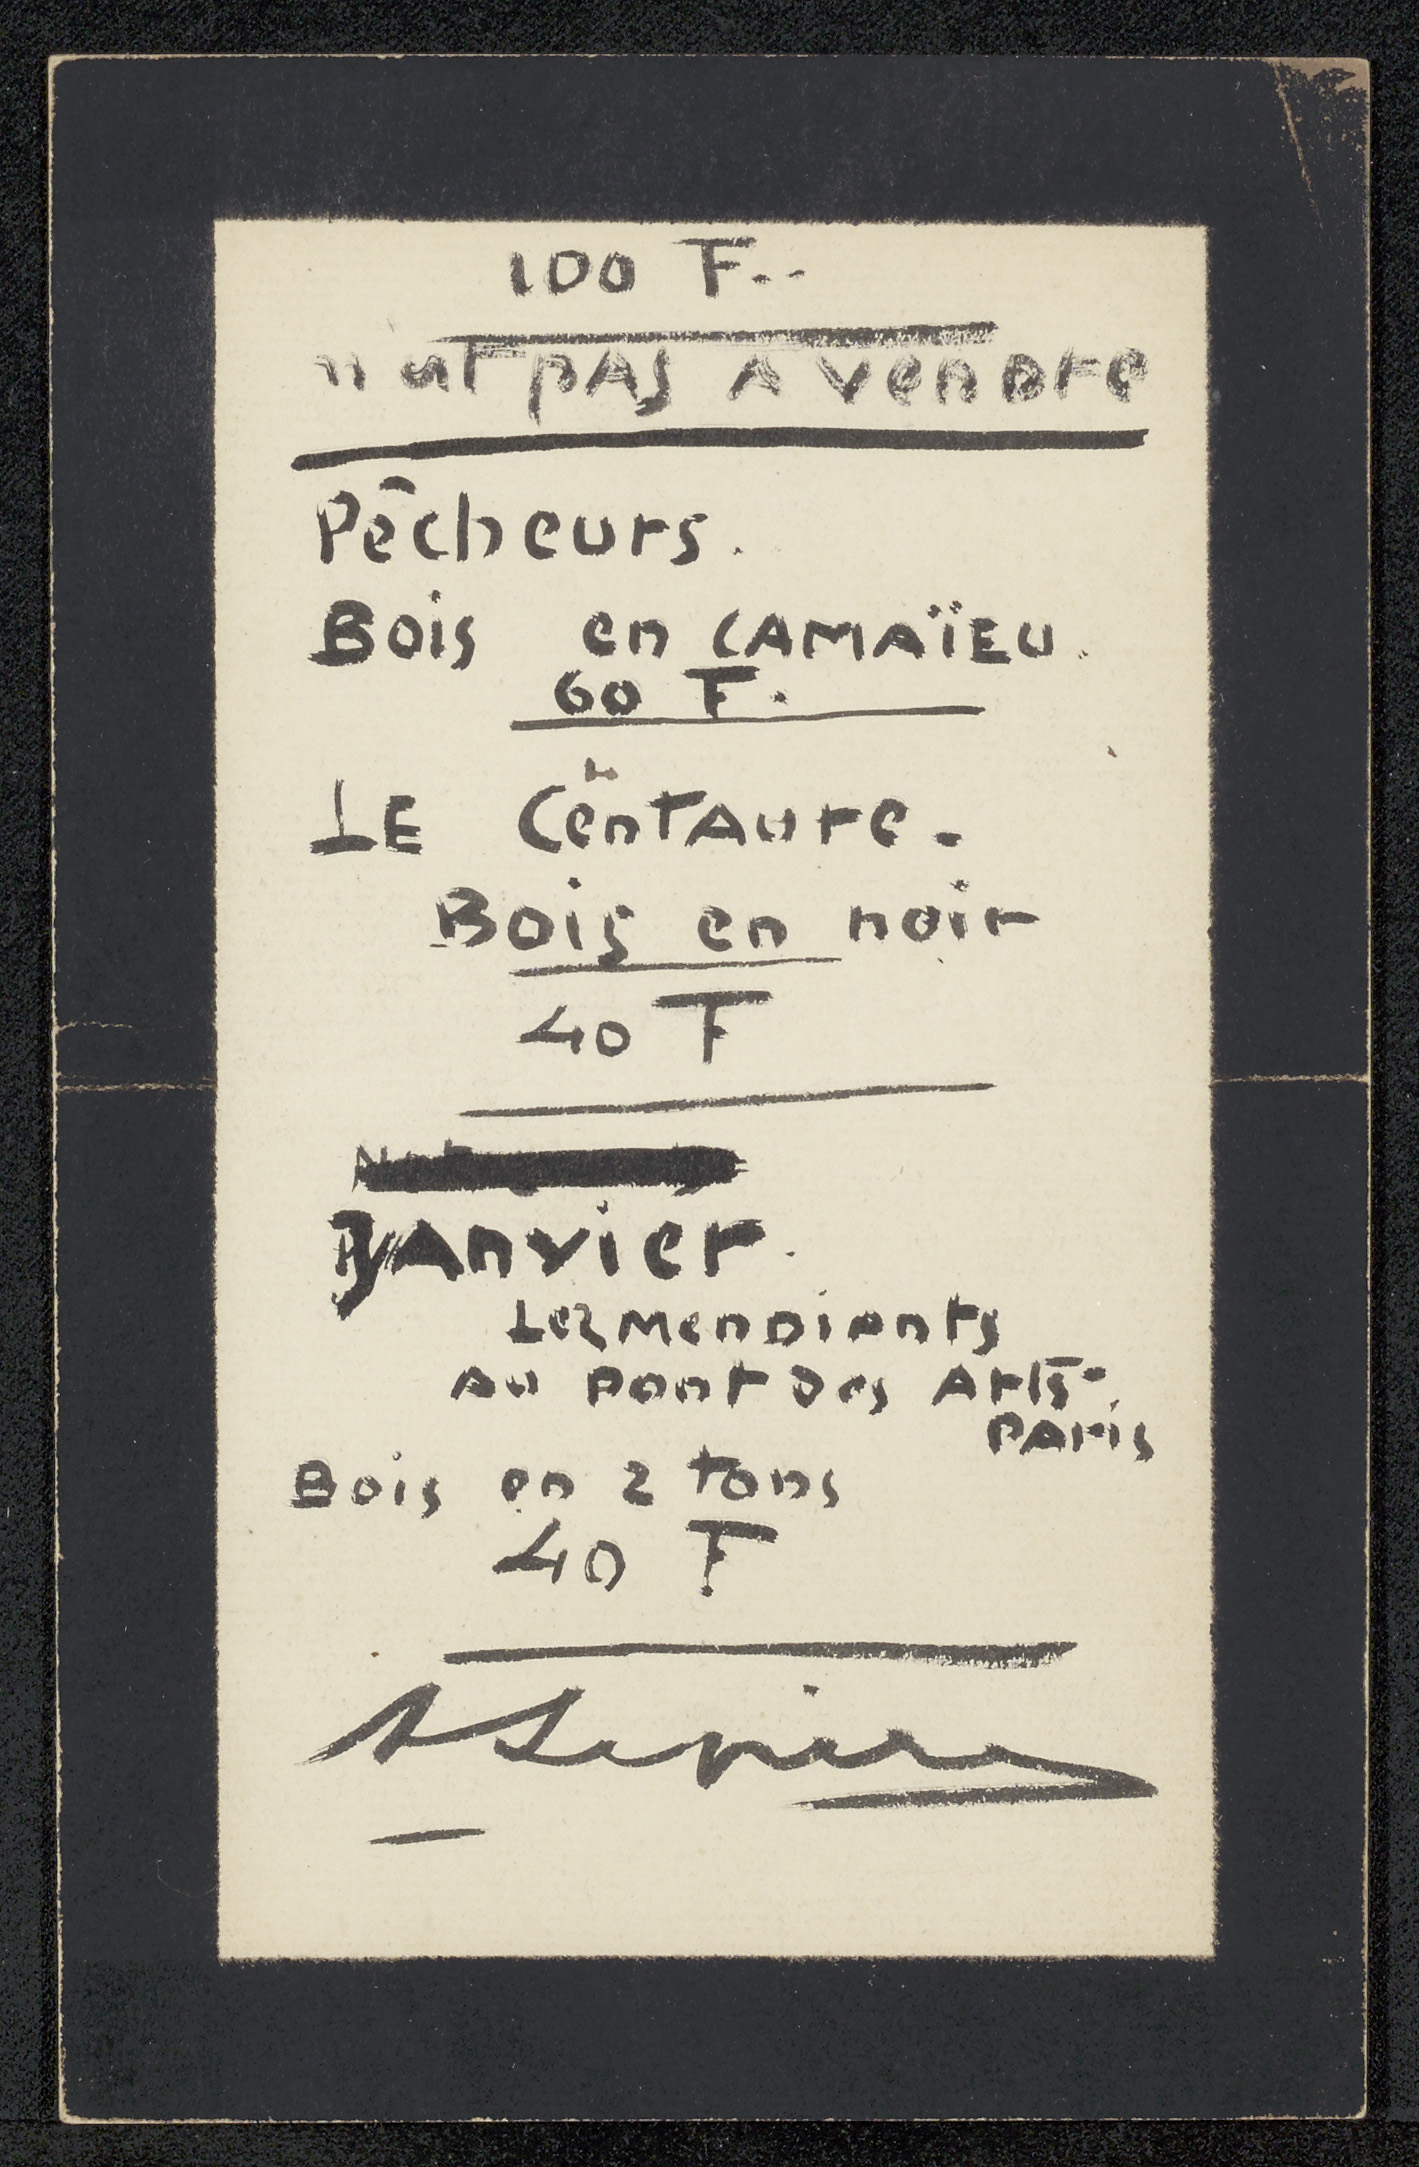 100 F..
n'est pas A vendre
Pêcheurs.
Bois en CAMAÏEU.
60 F.
LE CenTAure.
Bois en noir
40 F
JAnvier.
Les menDiAnts
Au pont Des Arts.
PAris
Bois en 2 tons
40 F